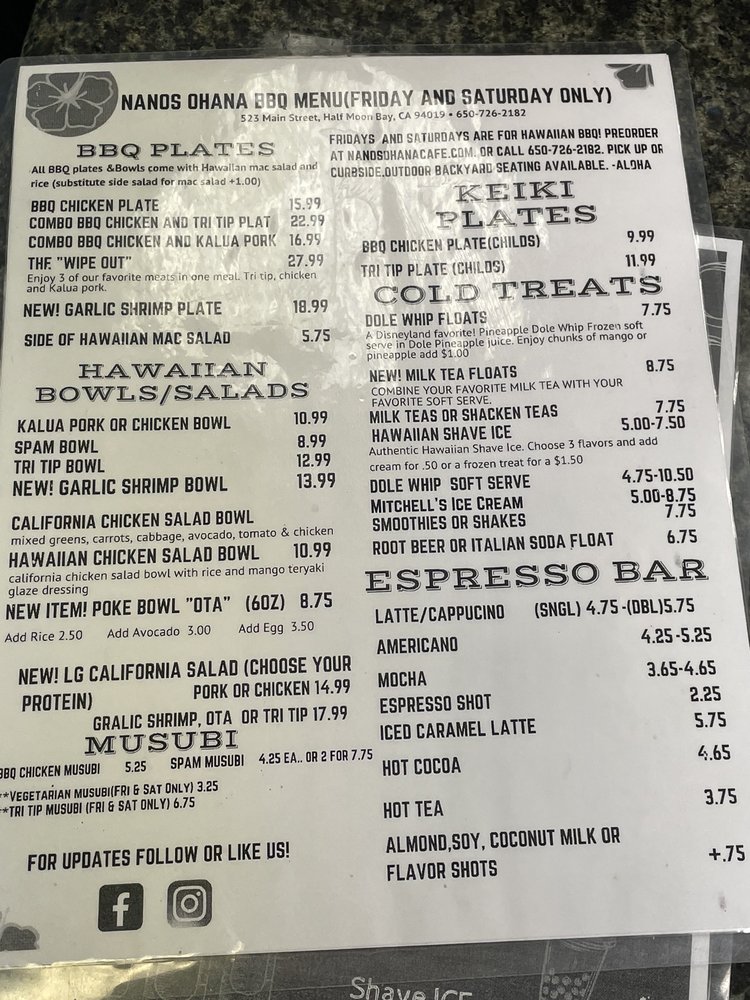 NANOS OHANA BBQ MENU(FRIDAY AND SATURDAY ONLY)
523 Main Street, Half Moon Bay, CA 94019 • 650-726-2182
BBQ PLATES
All BBQ plates &Bowls come with Hawaiian mac salad and
rice (substitute side salad for mac salad +1.00)
BBQ CHICKEN PLATE 15.99
COMBO BBQ CHICKEN AND TRI TIP PLAT 22.99
COMBO BBQ CHICKEN AND KALUA PORK 16.99
THE "WIPE OUT" 27.99
Enjoy 3 of our favorite meats in one meal. Tri tip, chicken
and Kalua pork.
NEW! GARLIC SHRIMP PLATE 18.99
SIDE OF HAWAIIAN MAC SALAD 5.75
HAWAIIAN
BOWLS/SALADS
KALUA PORK OR CHICKEN BOWL 10.99
SPAM BOWL 8.99
TRI TIP BOWL 12.99
NEW! GARLIC SHRIMP BOWL 13.99
CALIFORNIA CHICKEN SALAD BOWL
mixed greens, carrots, cabbage, avocado, tomato & chicken
HAWAIIAN CHICKEN SALAD BOWL 10.99
california chicken salad bowl with rice and mango teryaki
glaze dressing
NEW ITEM! POKE BOWL "OTA" (6OZ) 8.75
Add Rice 2.50 Add Avocado 3.00 Add Egg 3.50
NEW! LG CALIFORNIA SALAD (CHOOSE YOUR
PROTEIN) PORK OR CHICKEN 14.99
GRALIC SHRIMP, OTA OR TRI TIP 17.99
MUSUBI
BBQ CHICKEN MUSUBI 5.25 SPAM MUSUBI 4.25 EA.. OR 2 FOR 7.75
**VEGETARIAN MUSUBI(FRI & SAT ONLY) 3.25
**TRI TIP MUSUBI (FRI & SAT ONLY) 6.75
FOR UPDATES FOLLOW OR LIKE US!
FRIDAYS AND SATURDAYS ARE FOR HAWAIIAN BBQ! PREORDER
AT NANOSOHANACAFE.COM. OR CALL 650-726-2182. PICK UP OR
CURBSIDE.OUTDOOR BACKYARD SEATING AVAILABLE. -ALOHA
KEIKI
PLATES
BBQ CHICKEN PLATE(CHILDS) 9.99
TRI TIP PLATE (CHILDS) 11.99
COLD TREATS
DOLE WHIP FLOATS 7.75
A Disneyland favorite! Pineapple Dole Whip Frozen soft
serve in Dole Pineapple juice. Enjoy chunks of mango or
pineapple add $1.00
NEW! MILK TEA FLOATS 8.75
COMBINE YOUR FAVORITE MILK TEA WITH YOUR
FAVORITE SOFT SERVE.
MILK TEAS OR SHACKEN TEAS 7.75
HAWAIIAN SHAVE ICE 5.00-7.50
Authentic Hawaiian Shave Ice. Choose 3 flavors and add
cream for .50 or a frozen treat for a $1.50
DOLE WHIP SOFT SERVE 4.75-10.50
MITCHELL'S ICE CREAM 5.00-8.75
SMOOTHIES OR SHAKES 7.75
ROOT BEER OR ITALIAN SODA FLOAT 6.75
ESPRESSO BAR
LATTE/CAPPUCINO (SNGL) 4.75 -(DBL)5.75
AMERICANO 4.25-5.25
MOCHA 3.65-4.65
ESPRESSO SHOT 2.25
ICED CARAMEL LATTE 5.75
HOT COCOA 4.65
HOT TEA 3.75
ALMOND,SOY, COCONUT MILK OR
FLAVOR SHOTS +.75
Shave ICE